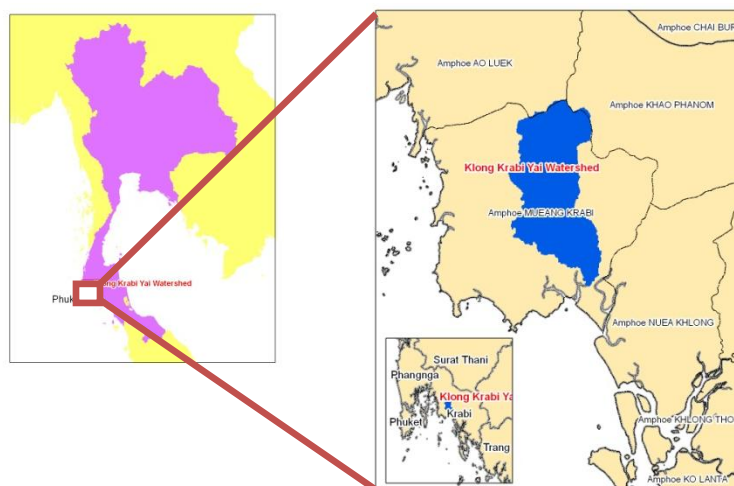 ong Krabi Yai Watershed
Phuk
Amphoe CHAI BUR
Amphoe AO LUEK
Amphoe KHAO PHANOM
Klong Krabi Yai Watershed
Amphoe MUEANG KRABI
Amphoe NUEA KHLONG
Amphoe KHLONG THO
Amphoe KO LANTA
Surat Thani
Phangnga
Klong Krabi Ya
Krabi
Phuket
Trang